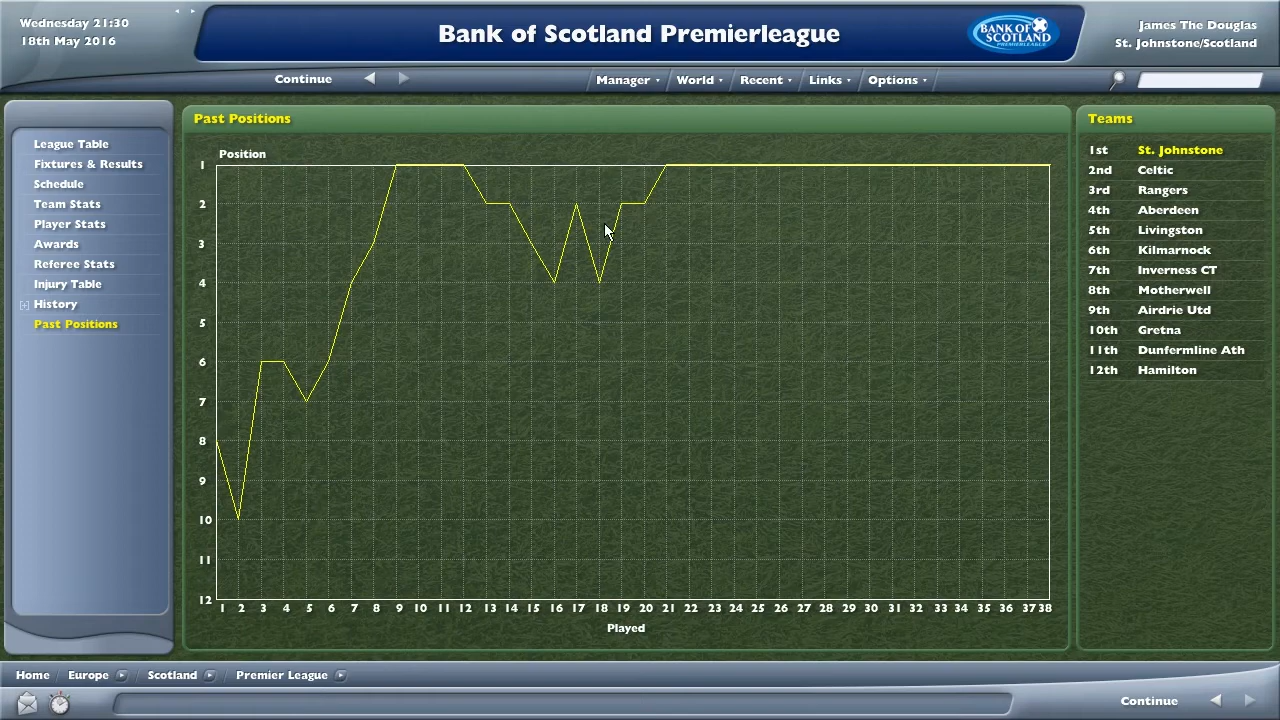 Wednesday 21:30
18th May 2016
Bank of Scotland Premierleague
BANK OF
SCOTLAND
PREMIERLEAGUE
James The Douglas
St. Johnstone/Scotland
Continue
Manager
World
Recent
Links
Options
League Table
Fixtures & Results
Schedule
Team Stats
Player Stats
Awards
Referee Stats
Injury Table
History
Past Positions
Past Positions
Position
1
2
3
4
5
6
7
8
9
10
11
12
1 2 3 4 5 6 7 8 9 10 11 12 13 14 15 16 17 18 19 20 21 22 23 24 25 26 27 28 29 30 31 32 33 34 35 36 37 38
Played
Teams
1st St. Johnstone
2nd Celtic
3rd Rangers
4th Aberdeen
5th Livingston
6th Kilmarnock
7th Inverness CT
8th Motherwell
9th Airdrie Utd
10th Gretna
11th Dunfermline Ath
12th Hamilton
Home Europe Scotland Premier League
Continue